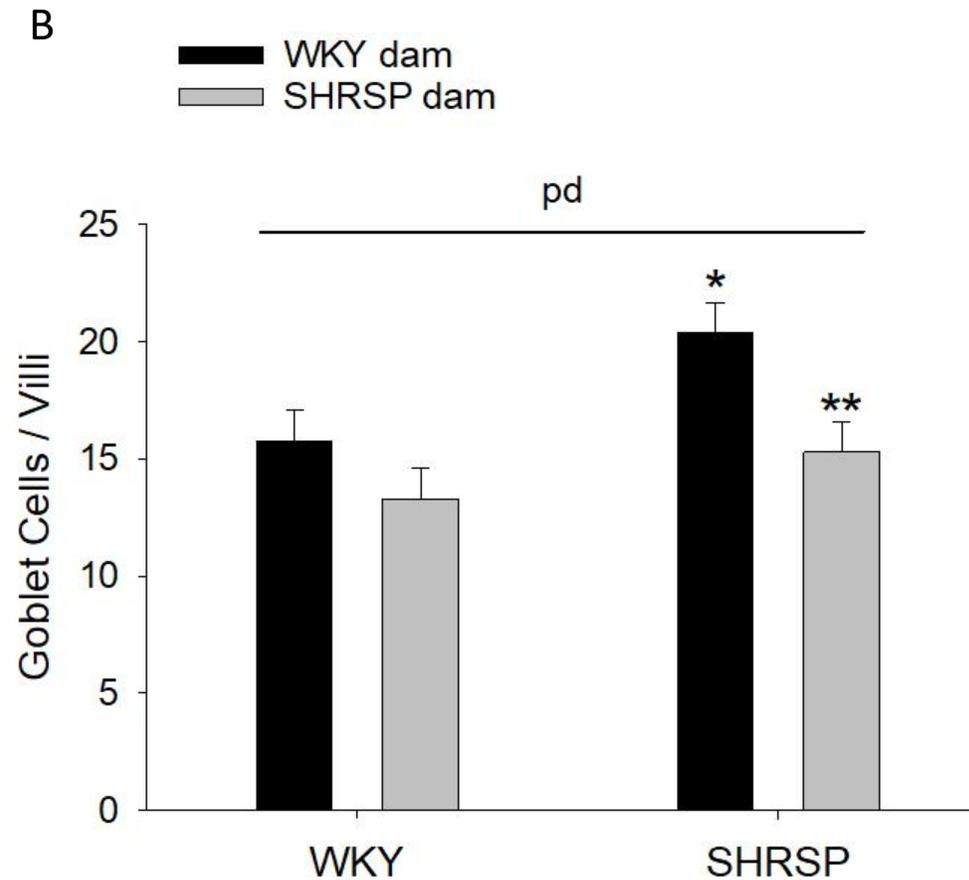 B
WKY dam
SHRSP dam
pd
25
20
15
10
5
0
Goblet Cells / Villi
*
**
WKY
SHRSP